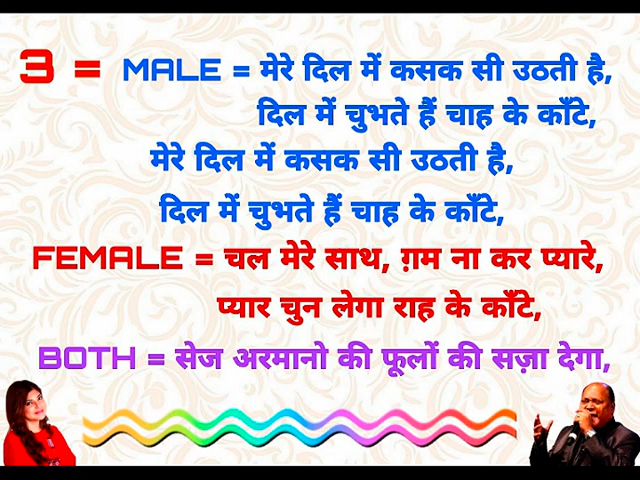 3 = MALE = मेरे दिल में कसक सी उठती है,
दिल में चुभते हैं चाह के काँटे,
मेरे दिल में कसक सी उठती है,
दिल में चुभते हैं चाह के काँटे,
FEMALE = चल मेरे साथ, ग़म ना कर प्यारे,
प्यार चुन लेगा राह के काँटे,
BOTH = सेज अरमानो की फूलों की सज़ा देगा,